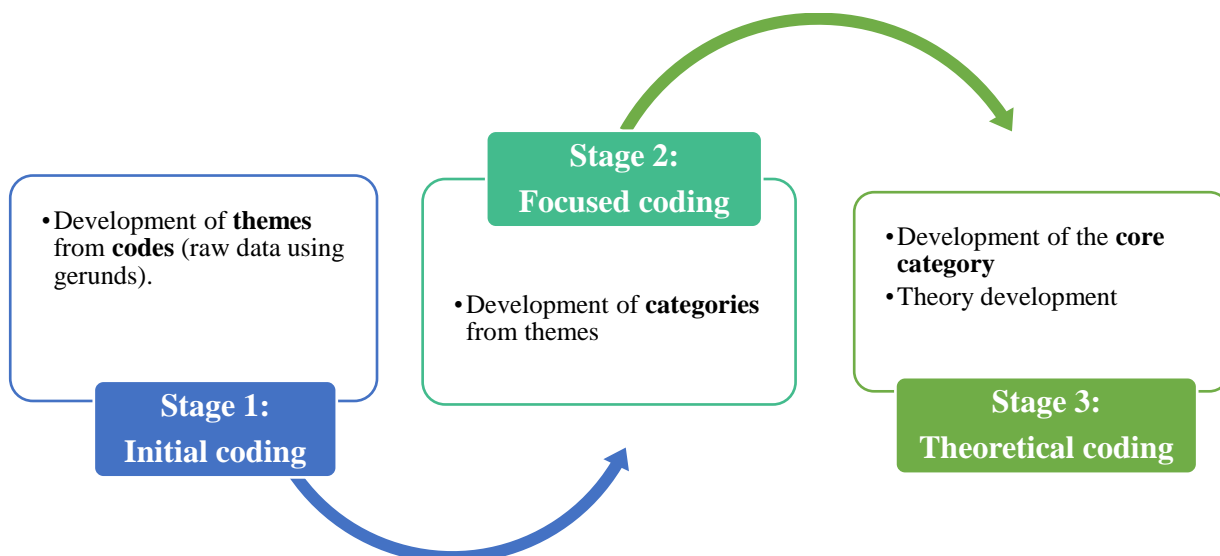 •Development of themes
from codes (raw data using
gerunds).
Stage 1:
Initial coding
Stage 2:
Focused coding
•Development of categories
from themes
•Development of the core
category
•Theory development
Stage 3:
Theoretical coding